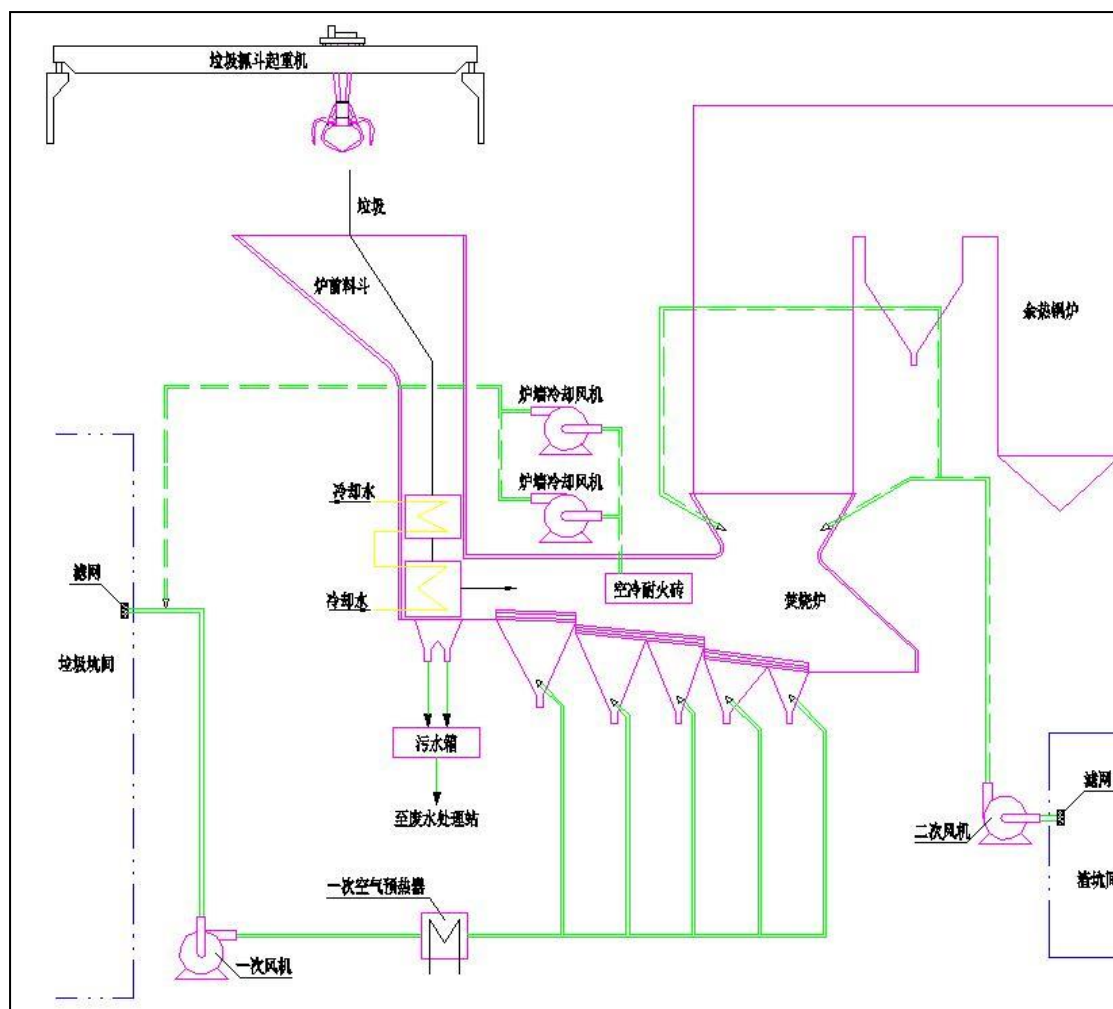 垃圾抓斗起重机
垃圾
炉前料斗
余热锅炉
炉墙冷却风机
炉墙冷却风机
冷却水
冷却水
滤网
垃圾坑间
空冷耐火砖
焚烧炉
污水箱
至废水处理站
滤网
二次风机
渣坑间
一次空气预热器
一次风机